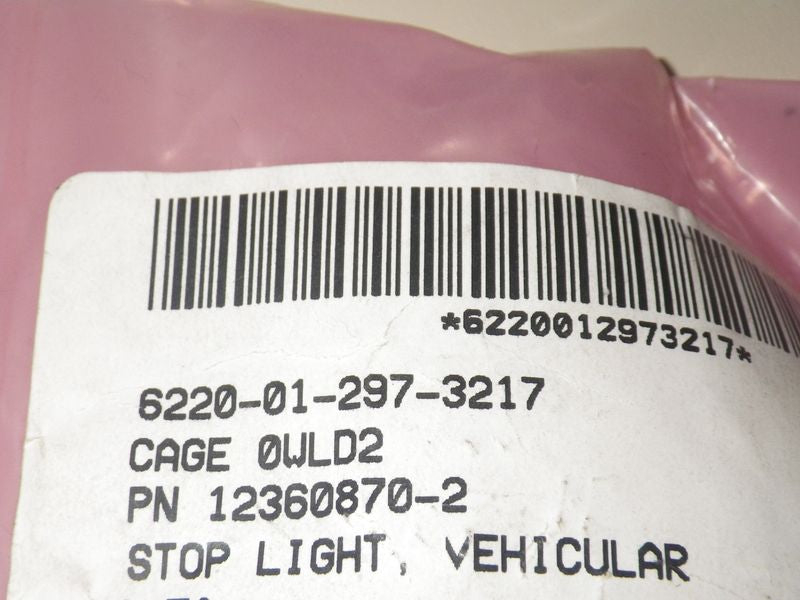 *6220012973217*
6220-01-297-3217
CAGE 0WLD2
PN 12360870-2
STOP LIGHT, VEHICULAR